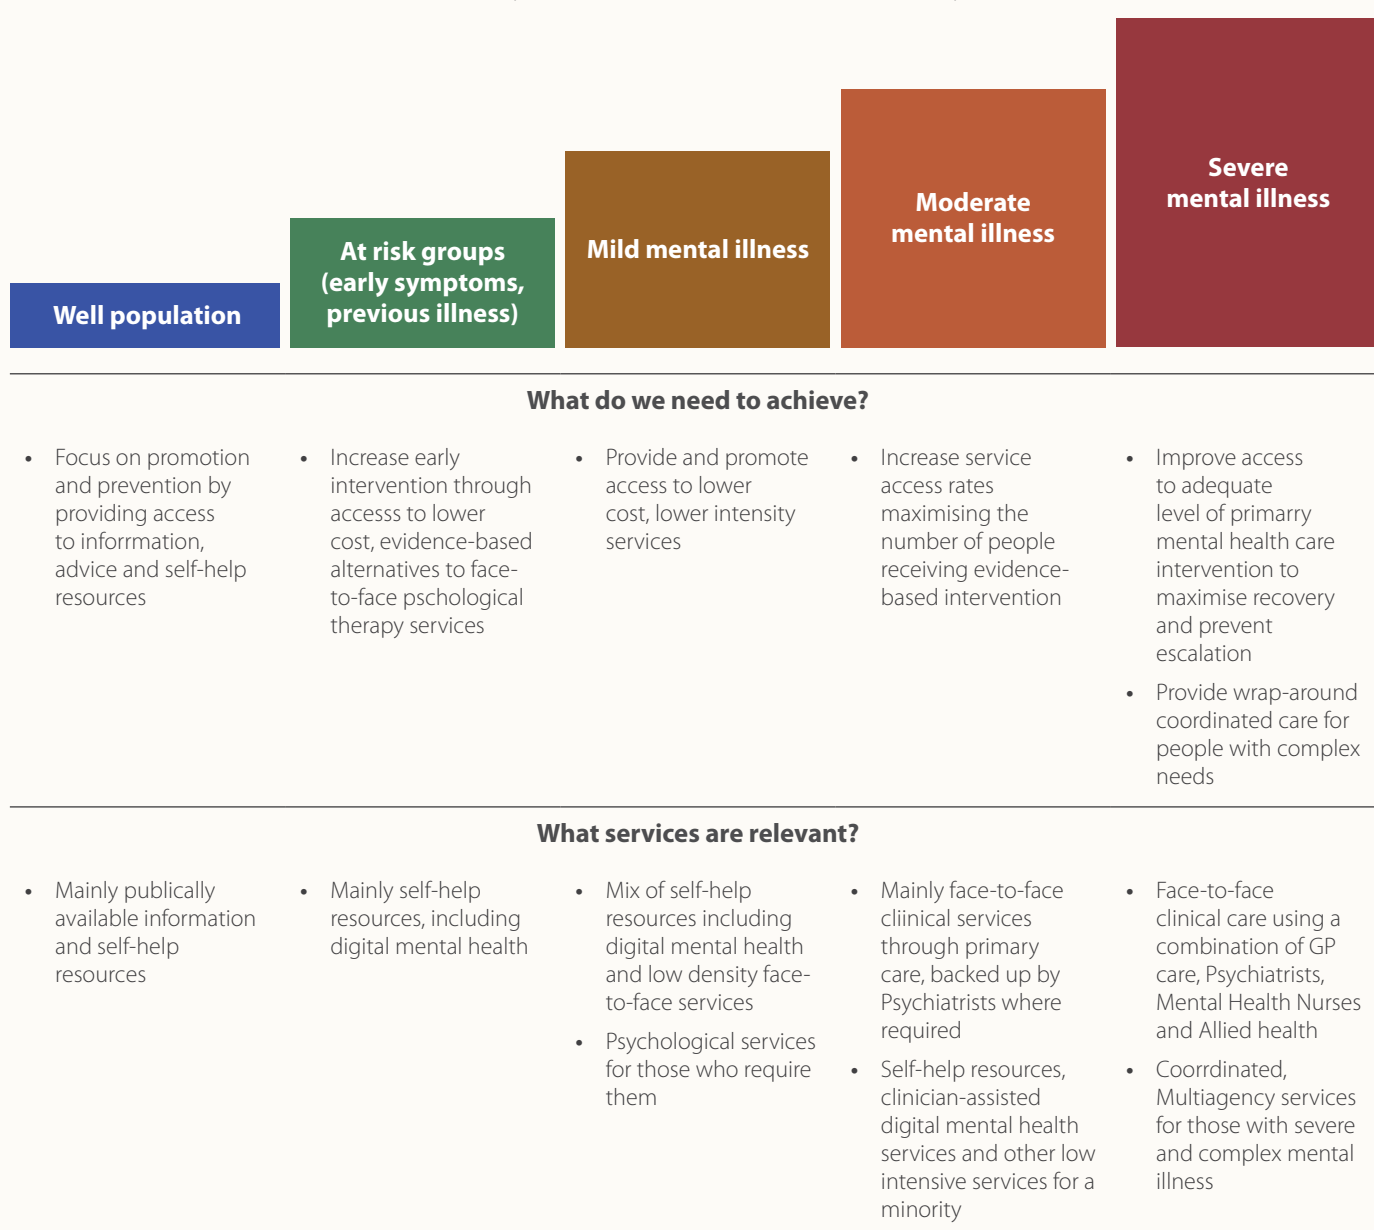 Well population
At risk groups
(early symptoms,
previous illness)
Mild mental illness
Moderate
mental illness
Severe
mental illness
What do we need to achieve?
• Focus on promotion
and prevention by
providing access
to inforrmation,
advice and self-help
resources
• Increase early
intervention through
accesss to lower
cost, evidence-based
alternatives to face-
to-face pschological
therapy services
• Provide and promote
access to lower
cost, lower intensity
services
• Increase service
access rates
maximising the
number of people
receiving evidence-
based intervention
• Improve access
to adequate
level of primarry
mental health care
intervention to
maximise recovery
and prevent
escalation
• Provide wrap-around
coordinated care for
people with complex
needs
What services are relevant?
• Mainly publically
available information
and self-help
resources
• Mainly self-help
resources, including
digital mental health
• Mix of self-help
resources including
digital mental health
and low density face-
to-face services
• Psychological services
for those who require
them
• Mainly face-to-face
cliinical services
through primary
care, backed up by
Psychiatrists where
required
• Self-help resources,
clinician-assisted
digital mental health
services and other low
intensive services for a
minority
• Face-to-face
clinical care using a
combination of GP
care, Psychiatrists,
Mental Health Nurses
and Allied health
• Coorrdinated,
Multiagency services
for those with severe
and complex mental
illness